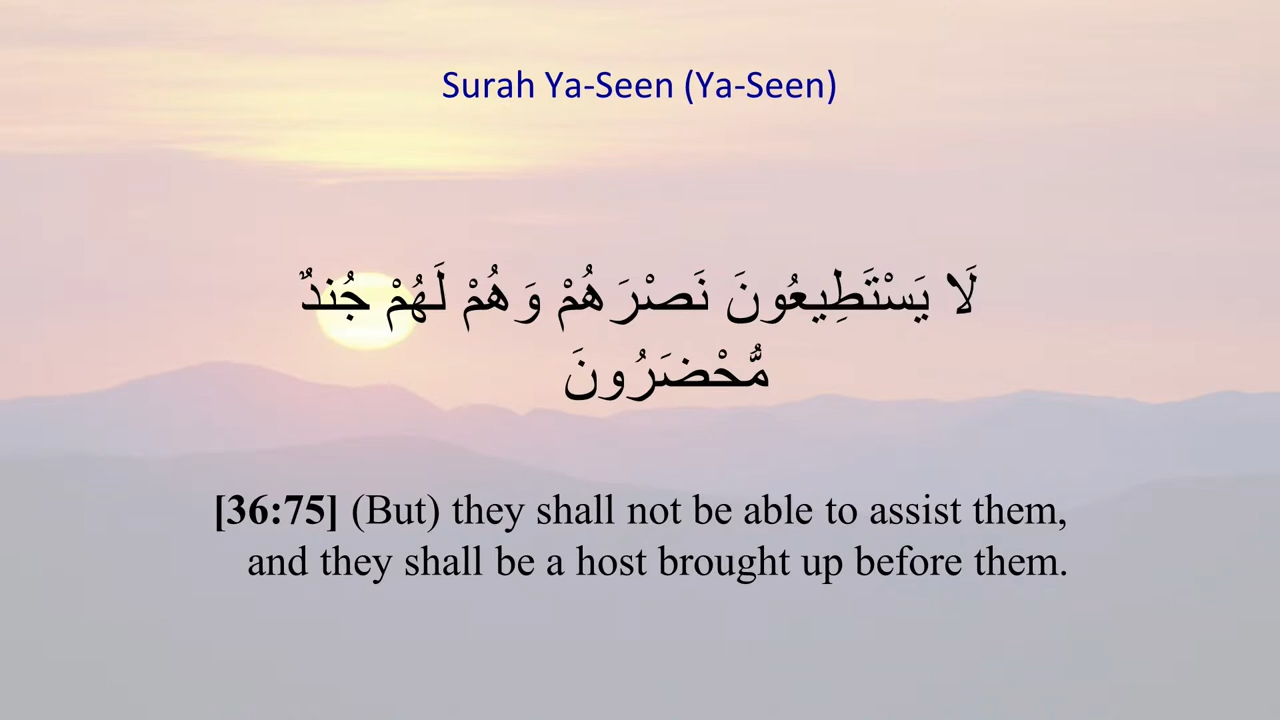 Surah Ya-Seen (Ya-Seen)
لَا يَسْتَطِيعُونَ نَصْرَهُمْ وَهُمْ لَهُمْ جُندٌ
مُّحْضَرُونَ
[36:75] (But) they shall not be able to assist them,
and they shall be a host brought up before them.